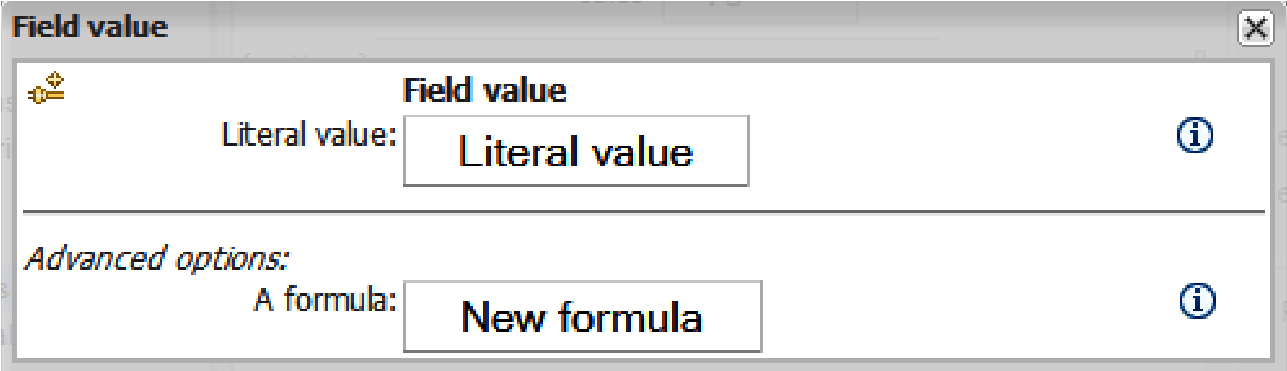 Field value
Field value
Literal value: Literal value
Advanced options:
A formula: New formula